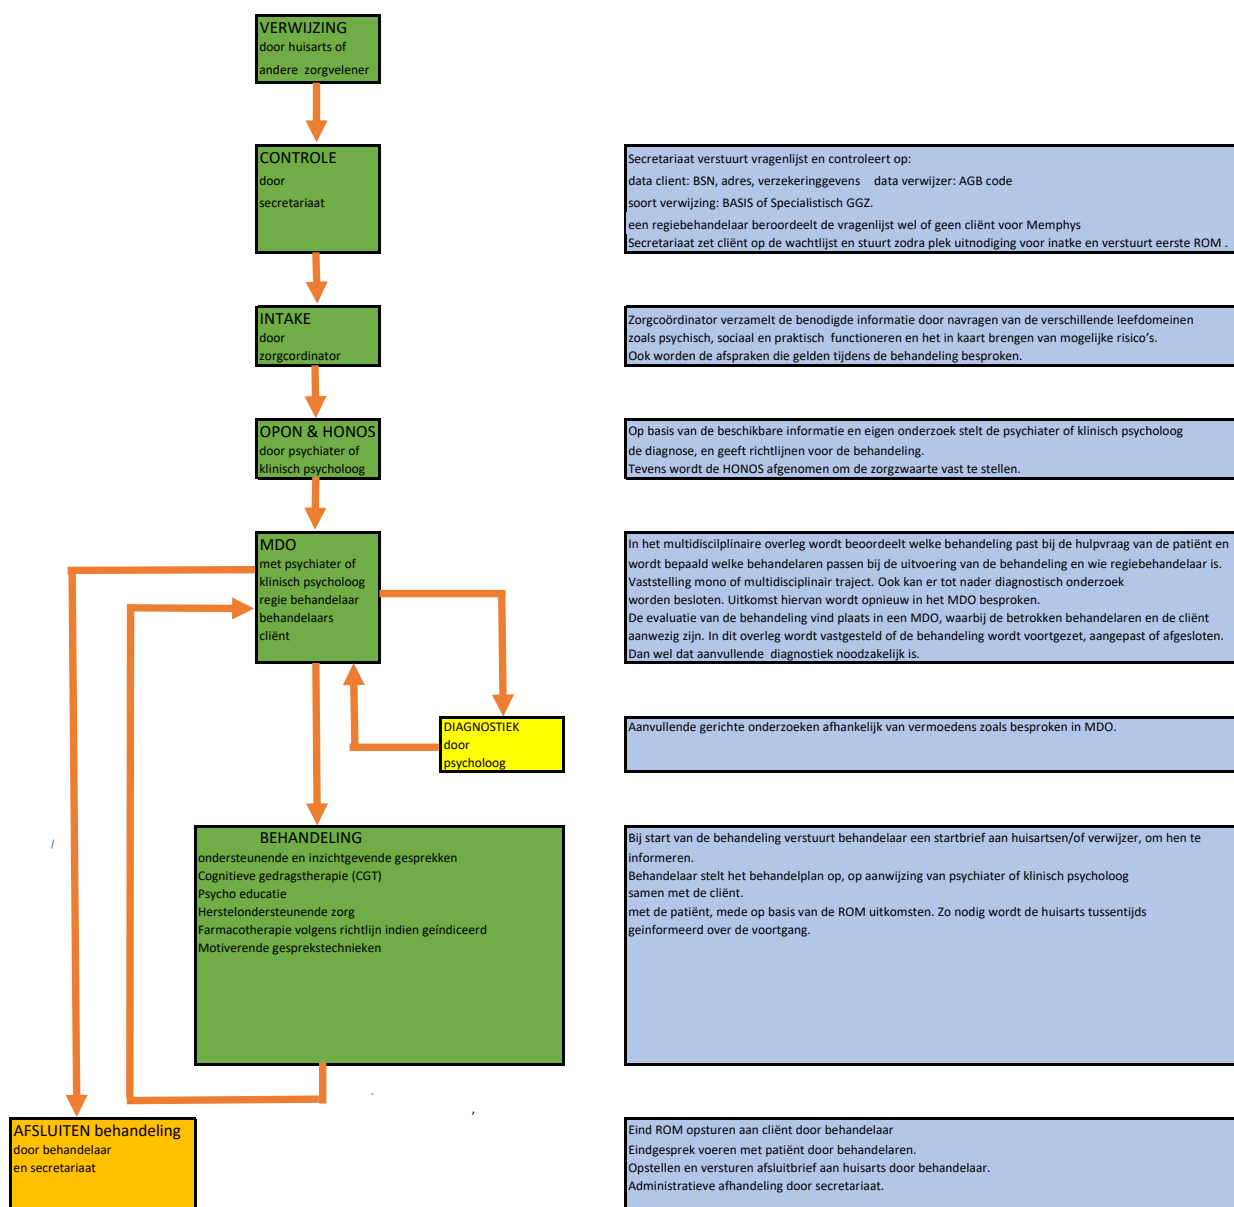 VERWIJZING
door huisarts of
andere  zorgvelener
CONTROLE
door
secretariaat
Secretariaat verstuurt vragenlijst en controleert op:
data client: BSN, adres, verzekeringgevens    data verwijzer: AGB code
soort verwijzing: BASIS of Specialistisch GGZ.
een regiebehandelaar berordeelt de vragenlijst wel of geen cliënt voor Memphys
Secretariaat zet cliënt op de wachtlijst en stuurt zodra plek uitnodiging voor inatke en verstuurt eerste ROM .
INTAKE
door
zorgcordinator
Zorgcoördinator verzamelt de benodigde informatie door navragen van de verschillende leefdomeinen
zoals psychisch, sociaal en praktisch  functioneren en het in kaart brengen van mogelijke risico's.
Ook worden de afspraken die gelden tijdens de behandeling besproken.
OPON & HONOS
door psychiater of
klinisch psycholoog
Op basis van de beschikbare informatie en eigen onderzoek stelt de psychiater of klinisch psycholoog
de diagnose, en geeft richtlijnen voor de behandeling.
Tevens wordt de HONOS afgenomen om de zorgzwaarte vast te stellen.
MDO
met psychiater of
klinisch psycholoog
regie behandelaar
behandelaars
cliënt
In het multidiscilplinaire overleg wordt beoordeelt welke behandeling past bij de hulpvraag van de patiënt en
wordt bepaald welke behandelaren passen bij de uitvoering van de behandeling en wie regiebehandelaar is.
Vaststelling mono of multidisciplinair traject. Ook kan er tot nader diagnostisch onderzoek
worden besloten. Uitkomst hiervan wordt opnieuw in het MDO besproken.
De evaluatie van de behandeling vind plaats in een MDO, waarbij de betrokken behandelaren en de cliënt
aanwezig zijn. In dit overleg wordt vastgesteld of de behandeling wordt voortgezet, aangepast of afgesloten.
Dan wel dat aanvullende  diagnostiek noodzakelijk is.
DIAGNOSTIEK
door
psycholoog
Aanvullende gerichte onderzoeken afhankelijk van vermoedens zoals besproken in MDO.
BEHANDELING
ondersteunende en inzichtgevende gesprekken
Cognitieve gedragstherapie (CGT)
Psycho educatie
Herstelondersteunende zorg
Farmacotherapie volgens richtlijn indien geíndiceerd
Motiverende gesprekstechnieken
Bij start van de behandeling verstuurt behandelaar een startbrief aan huisartsen/of verwijzer, om hen te
informeren.
Behandelaar stelt het behandelplan op, op aanwijzing van psychiater of klinisch psycholoog
samen met de cliënt.
met de patiënt, mede op basis van de ROM uitkomsten. Zo nodig wordt de huisarts tussentijds
geinformeerd over de voortgang.
AFSLUITEN behandeling
door behandelaar
en secretariaat
Eind ROM opsturen aan cliënt door behandelaar
Eindgesprek voeren met patiënt door behandelaren.
Opstellen en versturen afsluitbrief aan huisarts door behandelaar.
Administratieve afhandeling door secretariaat.